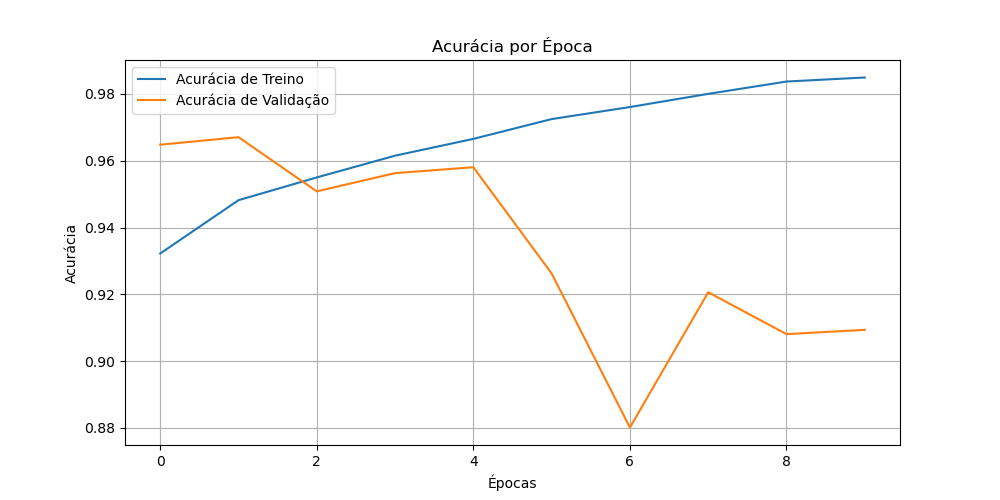 Acurácia por Época
Acurácia de Treino
Acurácia de Validação
0.98
0.96
0.94
0.92
0.90
0.88
Acurácia
0 2 4 6 8
Épocas